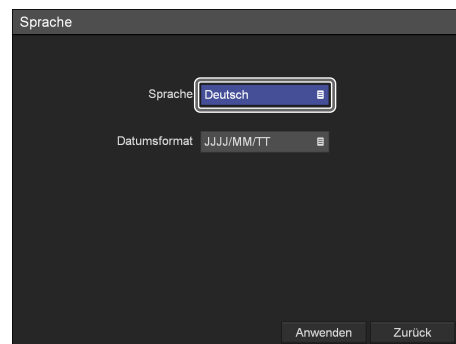 Sprache
Sprache Deutsch
Datumsformat JJJJ/MM/TT
Anwenden Zurück